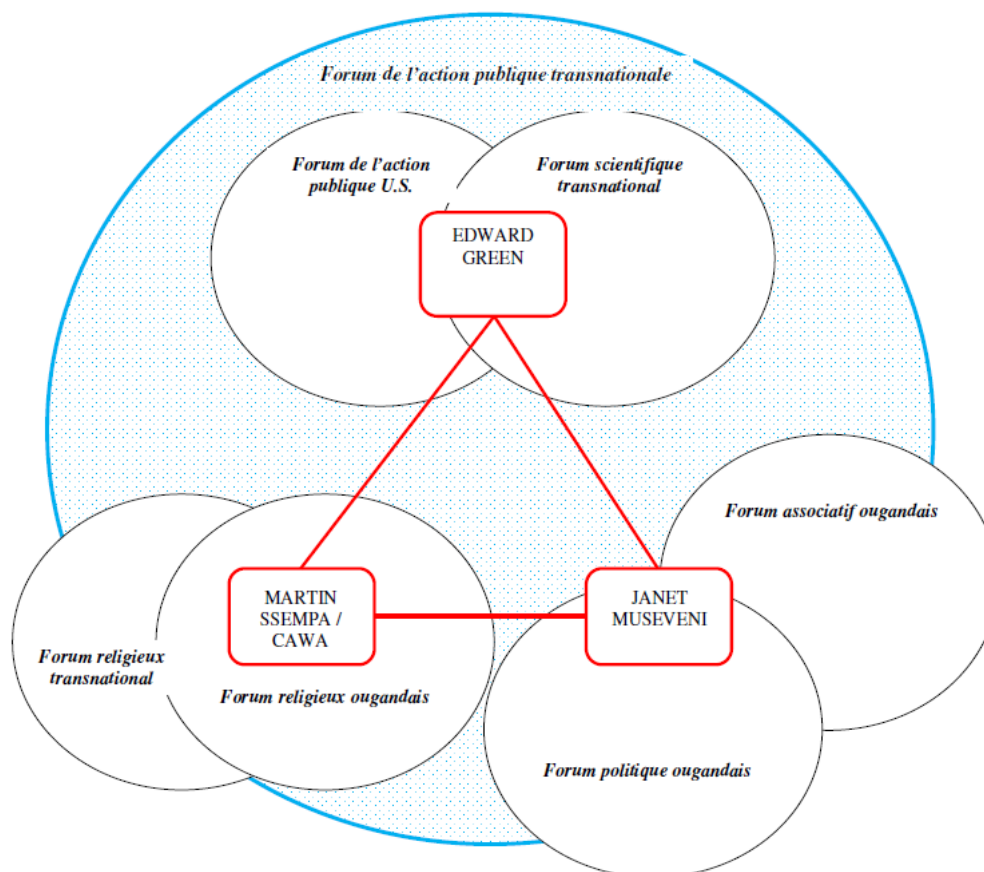 Forum de l'action publique transnationale
Forum de l'action
publique U.S.
Forum scientifique
transnational
EDWARD
GREEN
Forum associatif ougandais
MARTIN
SSEMPA /
CAWA
JANET
MUSEVENI
Forum religieux
transnational
Forum religieux ougandais
Forum politique ougandais